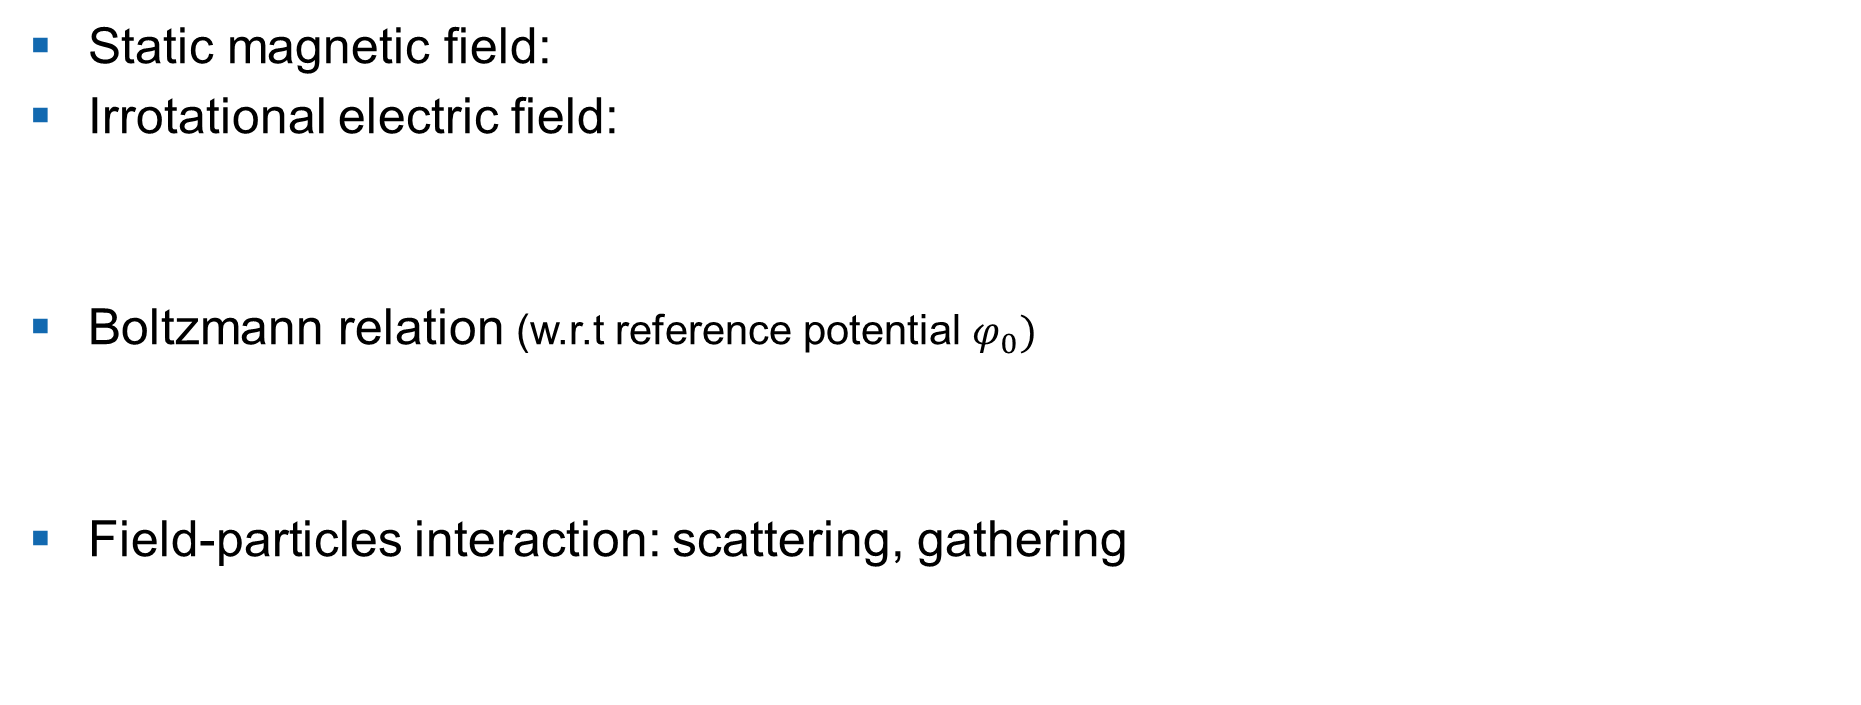 ▪ Static magnetic field:
▪ Irrotational electric field:
▪ Boltzmann relation (w.r.t reference potential 𝜑₀)
▪ Field-particles interaction: scattering, gathering